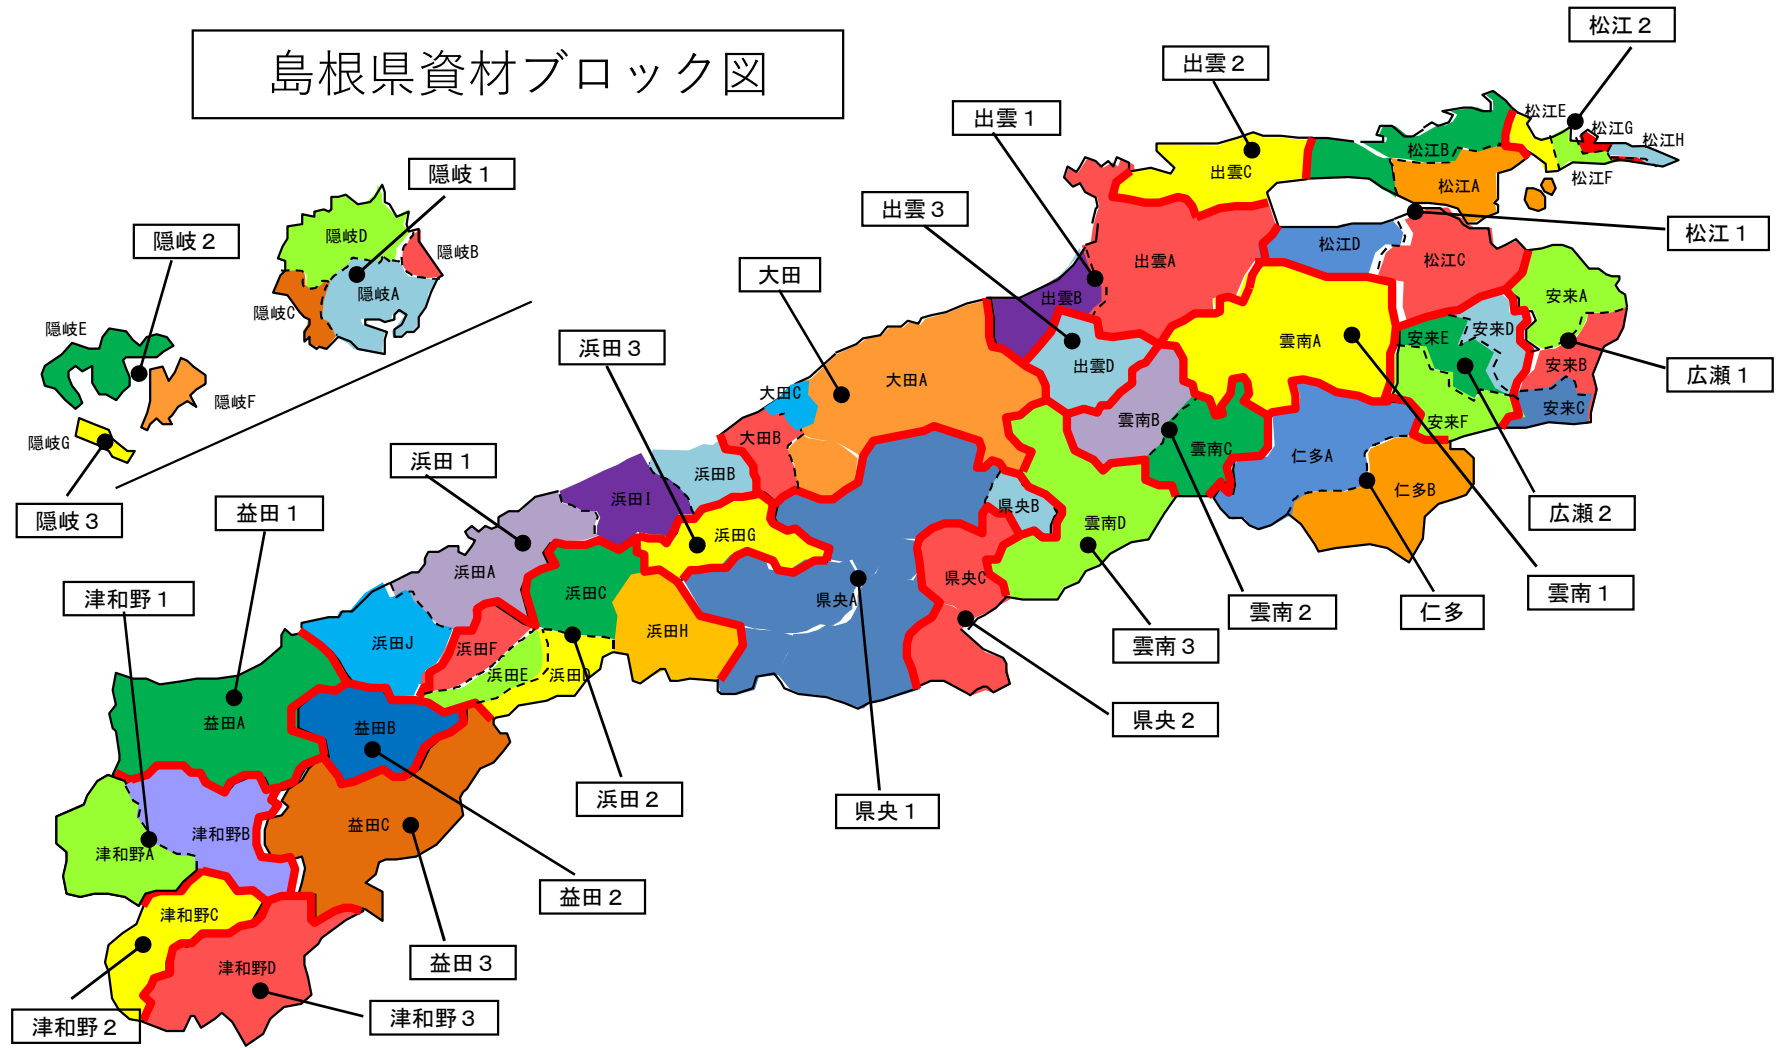 島根県資材ブロック図
松江２
出雲２
出雲１
松江E
松江G
松江H
松江B
松江F
松江A
出雲C
隠岐１
出雲３
隠岐２
隠岐D
隠岐B
隠岐A
隠岐C
松江１
松江D
松江C
出雲A
大田
出雲B
安来A
隠岐E
浜田３
安来D
安来E
雲南A
出雲D
安来B
広瀬１
大田A
大田C
隠岐F
安来C
安来F
雲南B
大田B
隠岐G
雲南C
仁多A
浜田１
浜田B
仁多B
浜田I
県央B
隠岐３
益田１
雲南D
広瀬２
浜田G
浜田A
県央C
浜田C
県央A
津和野１
雲南１
雲南２
仁多
浜田J
浜田H
浜田F
雲南３
浜田E
浜田D
益田A
益田B
県央２
浜田２
県央１
益田C
津和野B
津和野A
益田２
津和野C
益田３
津和野D
津和野２
津和野３